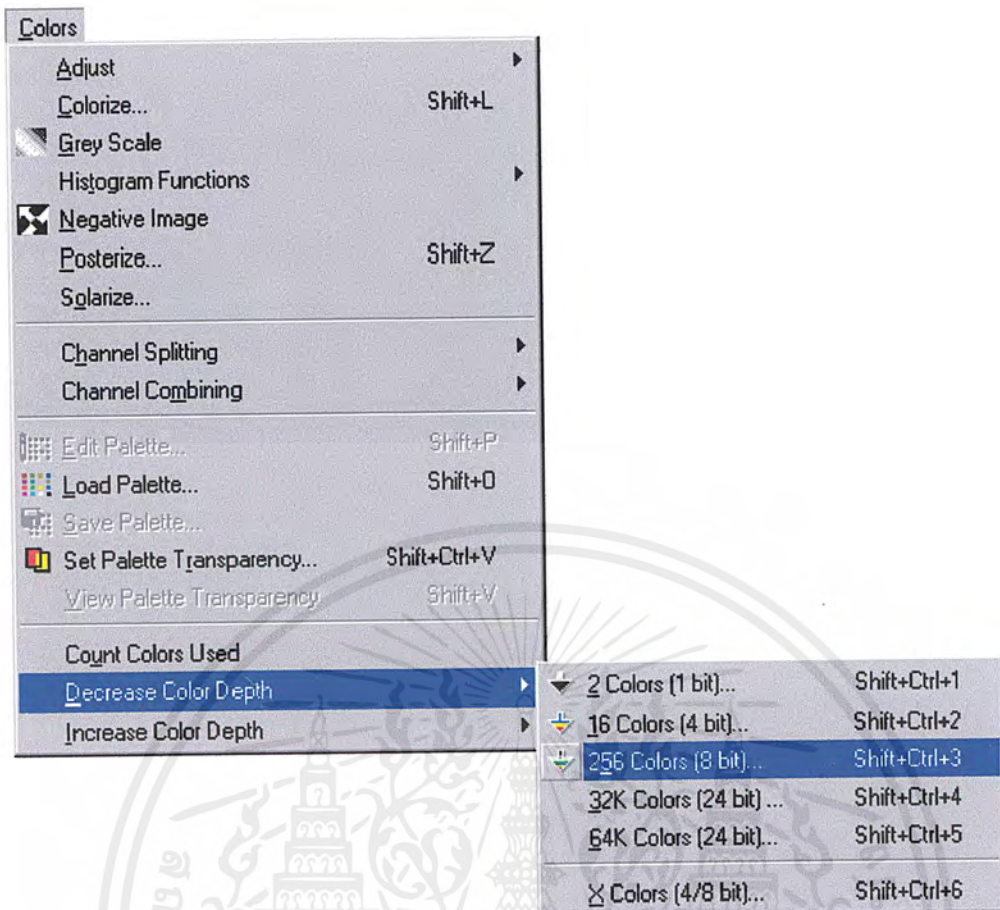 Colors
Adjust
Colorize... Shift+L
Grey Scale
Histogram Functions
Negative Image
Posterize... Shift+Z
Solarize...
Channel Splitting
Channel Combining
Edit Palette... Shift+P
Load Palette... Shift+O
Save Palette...
Set Palette Transparency... Shift+Ctrl+V
View Palette Transparency Shift+V
Count Colors Used
Decrease Color Depth
Increase Color Depth
2 Colors (1 bit)... Shift+Ctrl+1
16 Colors (4 bit)... Shift+Ctrl+2
256 Colors (8 bit)... Shift+Ctrl+3
32K Colors (24 bit) ... Shift+Ctrl+4
64K Colors (24 bit)... Shift+Ctrl+5
X Colors (4/8 bit)... Shift+Ctrl+6